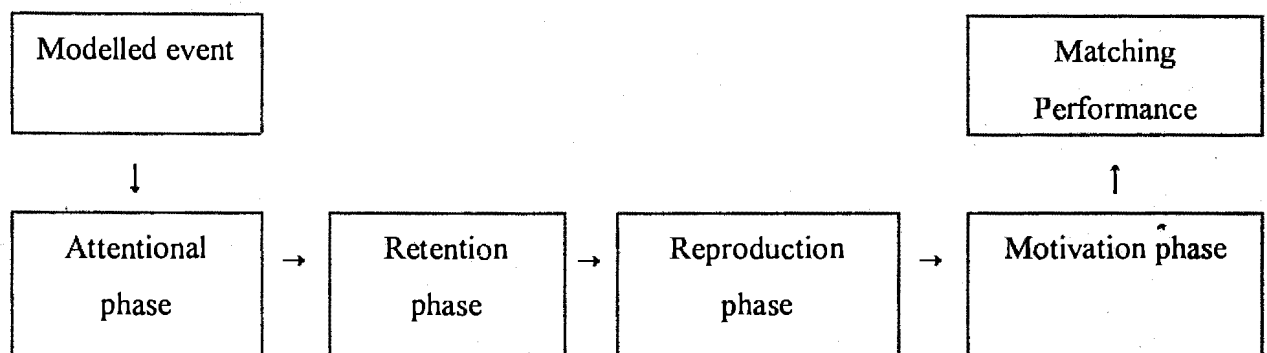 Modelled event
Matching
Performance
↓
↑
Attentional
phase
→
Retention
phase
→
Reproduction
phase
→
Motivation phase